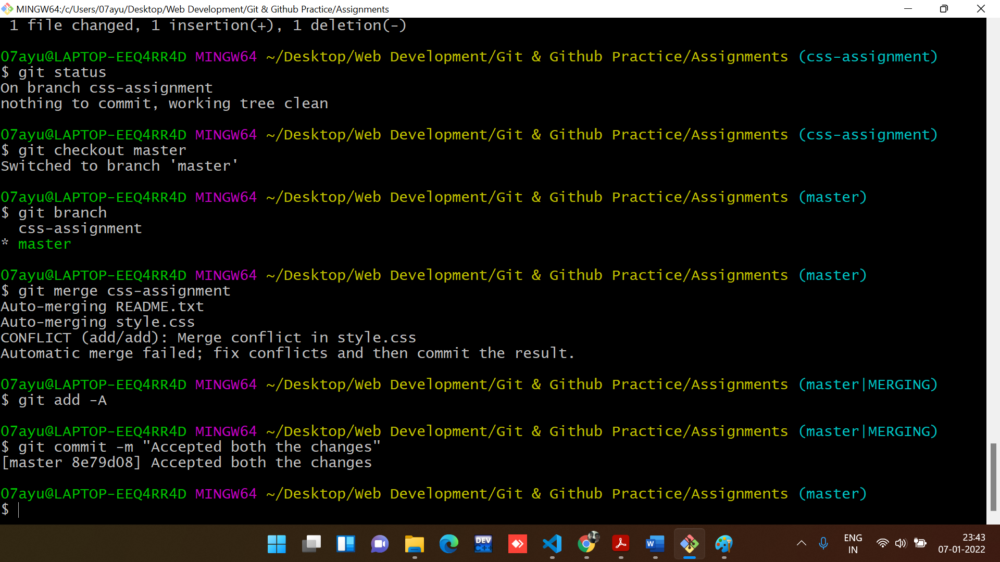 MINGW64:/c/Users/07ayu/Desktop/Web Development/Git & Github Practice/Assignments
1 file changed, 1 insertion(+), 1 deletion(-)
07ayu@LAPTOP-EEQ4RR4D MINGW64 ~/Desktop/Web Development/Git & Github Practice/Assignments (css-assignment)
$ git status
On branch css-assignment
nothing to commit, working tree clean
07ayu@LAPTOP-EEQ4RR4D MINGW64 ~/Desktop/Web Development/Git & Github Practice/Assignments (css-assignment)
$ git checkout master
Switched to branch 'master'
07ayu@LAPTOP-EEQ4RR4D MINGW64 ~/Desktop/Web Development/Git & Github Practice/Assignments (master)
$ git branch
css-assignment
* master
07ayu@LAPTOP-EEQ4RR4D MINGW64 ~/Desktop/Web Development/Git & Github Practice/Assignments (master)
$ git merge css-assignment
Auto-merging README.txt
Auto-merging style.css
CONFLICT (add/add): Merge conflict in style.css
Automatic merge failed; fix conflicts and then commit the result.
07ayu@LAPTOP-EEQ4RR4D MINGW64 ~/Desktop/Web Development/Git & Github Practice/Assignments (master|MERGING)
$ git add -A
07ayu@LAPTOP-EEQ4RR4D MINGW64 ~/Desktop/Web Development/Git & Github Practice/Assignments (master|MERGING)
$ git commit -m "Accepted both the changes"
[master 8e79d08] Accepted both the changes
07ayu@LAPTOP-EEQ4RR4D MINGW64 ~/Desktop/Web Development/Git & Github Practice/Assignments (master)
$
DEV
C++
W
ENG
IN
23:43
07-01-2022